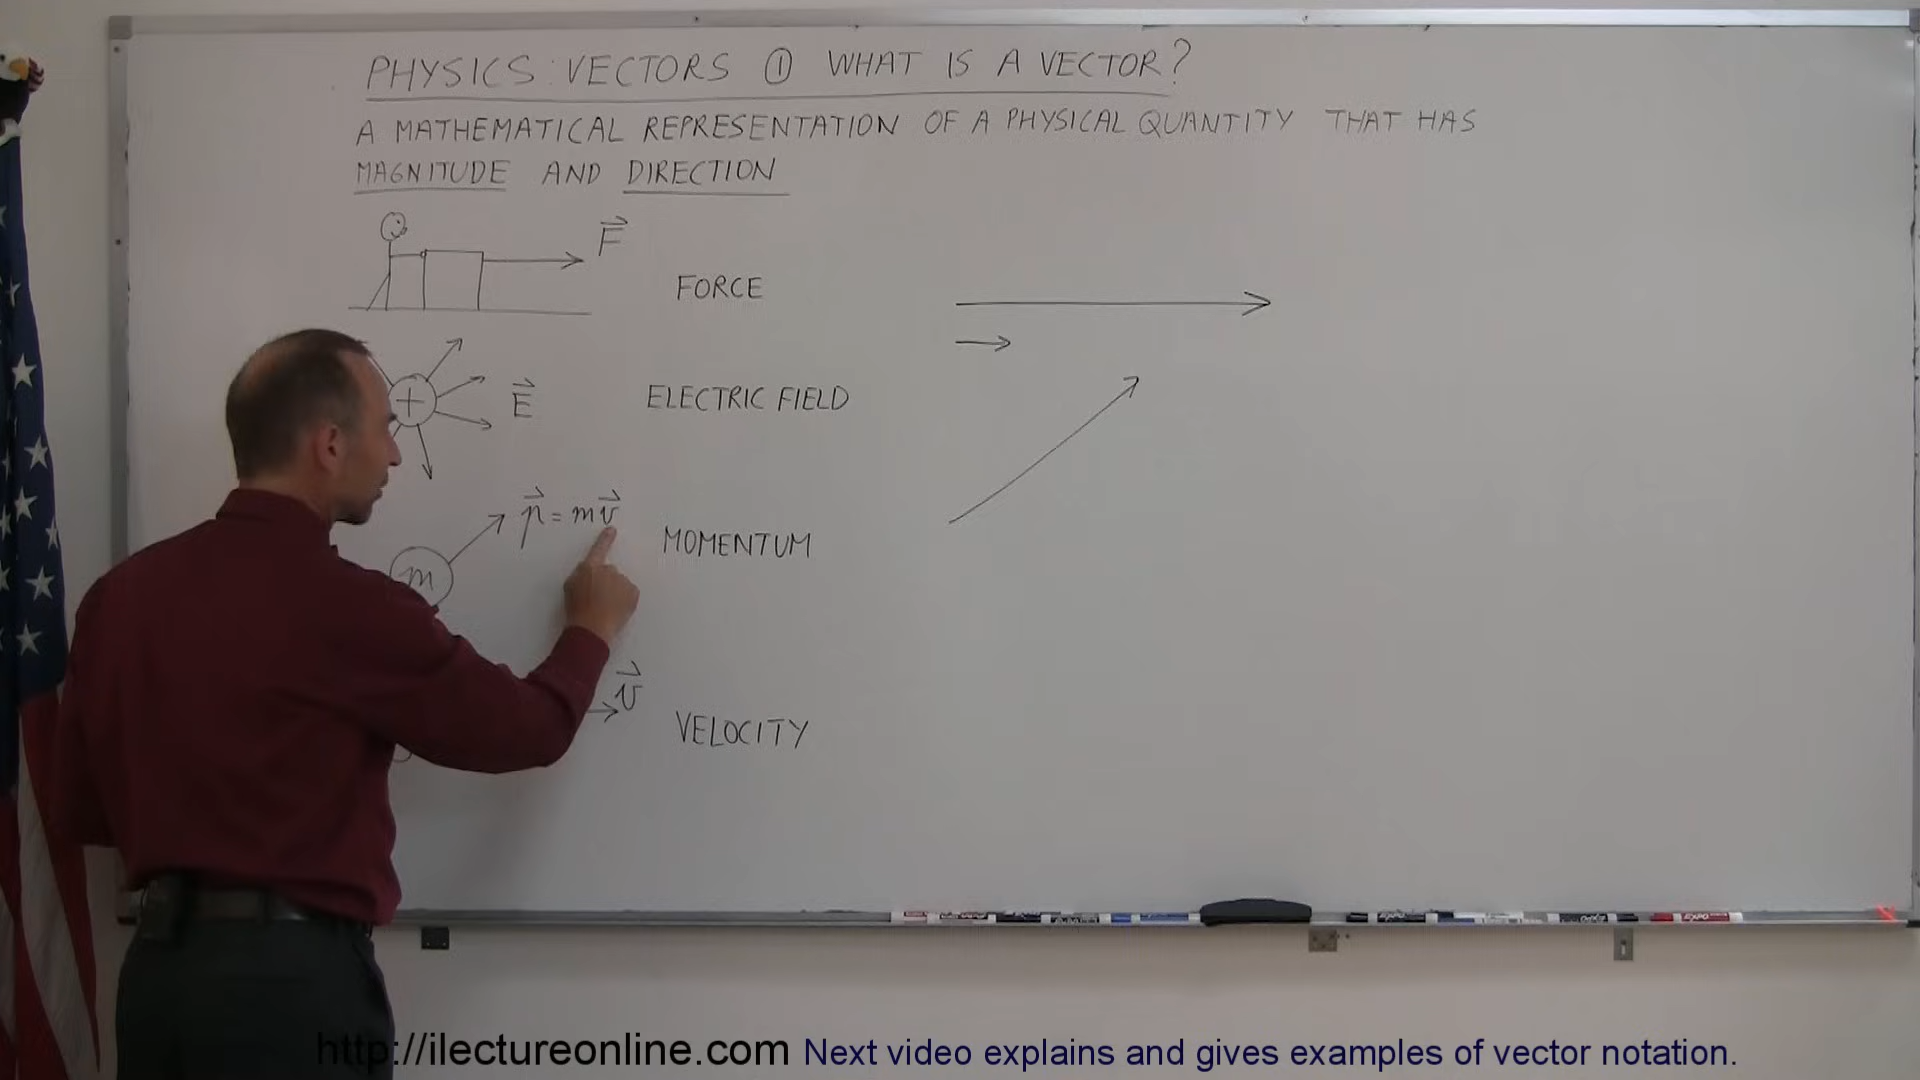 PHYSICS: VECTORS ① WHAT IS A VECTOR?
A MATHEMATICAL REPRESENTATION OF A PHYSICAL QUANTITY THAT HAS
MAGNITUDE AND DIRECTION
F⃗
FORCE
+
E⃗
ELECTRIC FIELD
p⃗ = mv⃗
m
MOMENTUM
v⃗
VELOCITY
http://ilectureonline.com Next video explains and gives examples of vector notation.